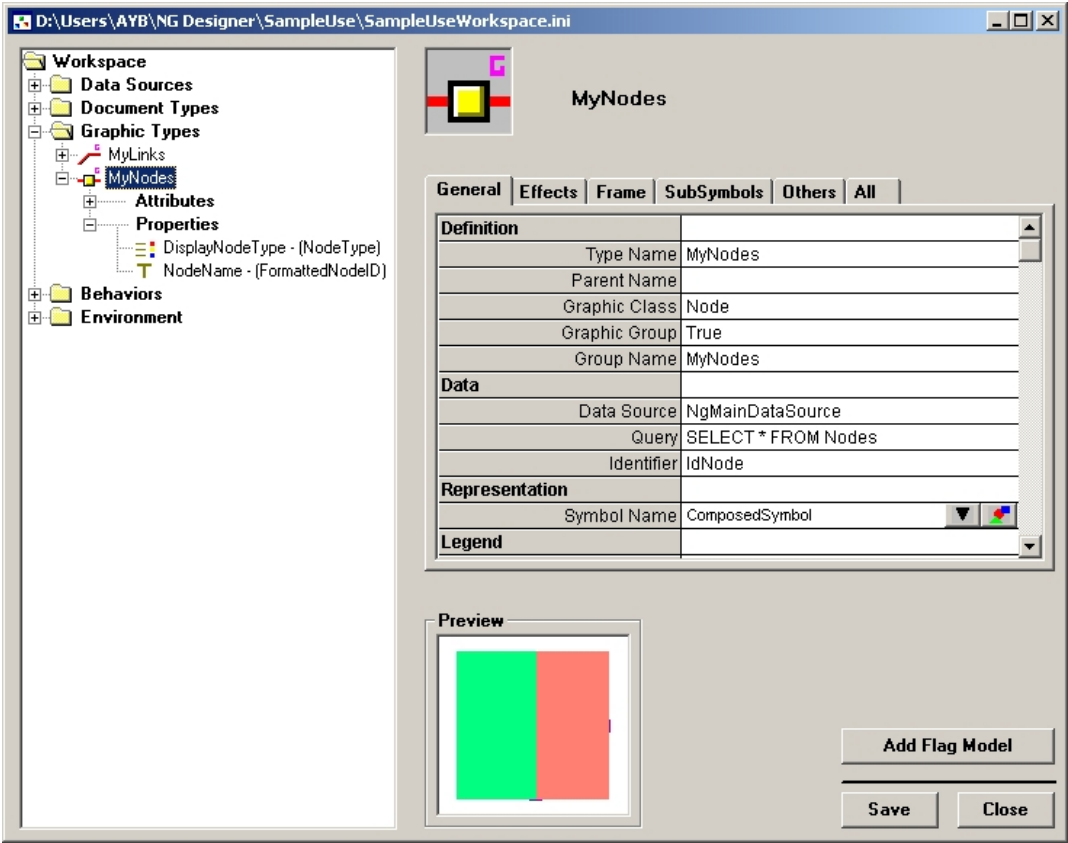 D:\Users\AYB\NG Designer\SampleUse\SampleUseWorkspace.ini
Workspace
Data Sources
Document Types
Graphic Types
MyLinks
MyNodes
Attributes
Properties
DisplayNodeType - (NodeType)
NodeName - (FormattedNodeID)
Behaviors
Environment
G
MyNodes
General Effects Frame SubSymbols Others All
Definition
Type Name MyNodes
Parent Name
Graphic Class Node
Graphic Group True
Group Name MyNodes
Data
Data Source NgMainDataSource
Query SELECT * FROM Nodes
Identifier IdNode
Representation
Symbol Name ComposedSymbol
Legend
Preview
Add Flag Model
Save Close